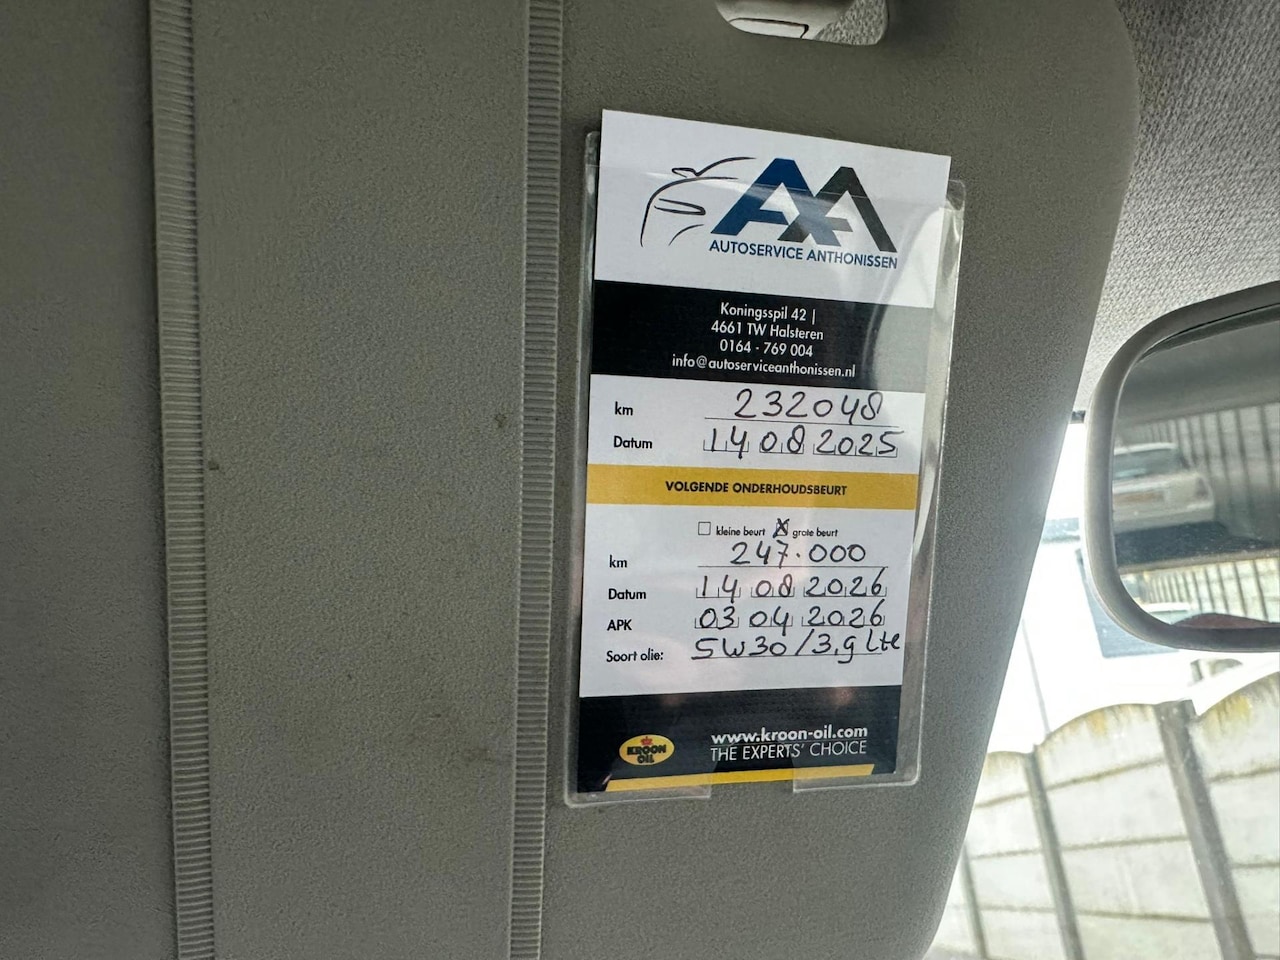 AA
AUTOSERVICE ANTHONISSEN
Koningsspil 42 |
4661 TW Halsteren
0164 - 769 004
info@autoserviceanthonissen.nl
km 232048
Datum 14 08 2025
VOLGENDE ONDERHOUDSBEURT
kleine beurt X grote beurt
km 247.000
Datum 14 08 2026
APK 03 04 2026
Soort olie: 5W30/3,9 Lte
KROON OIL
www.kroon-oil.com
THE EXPERTS' CHOICE